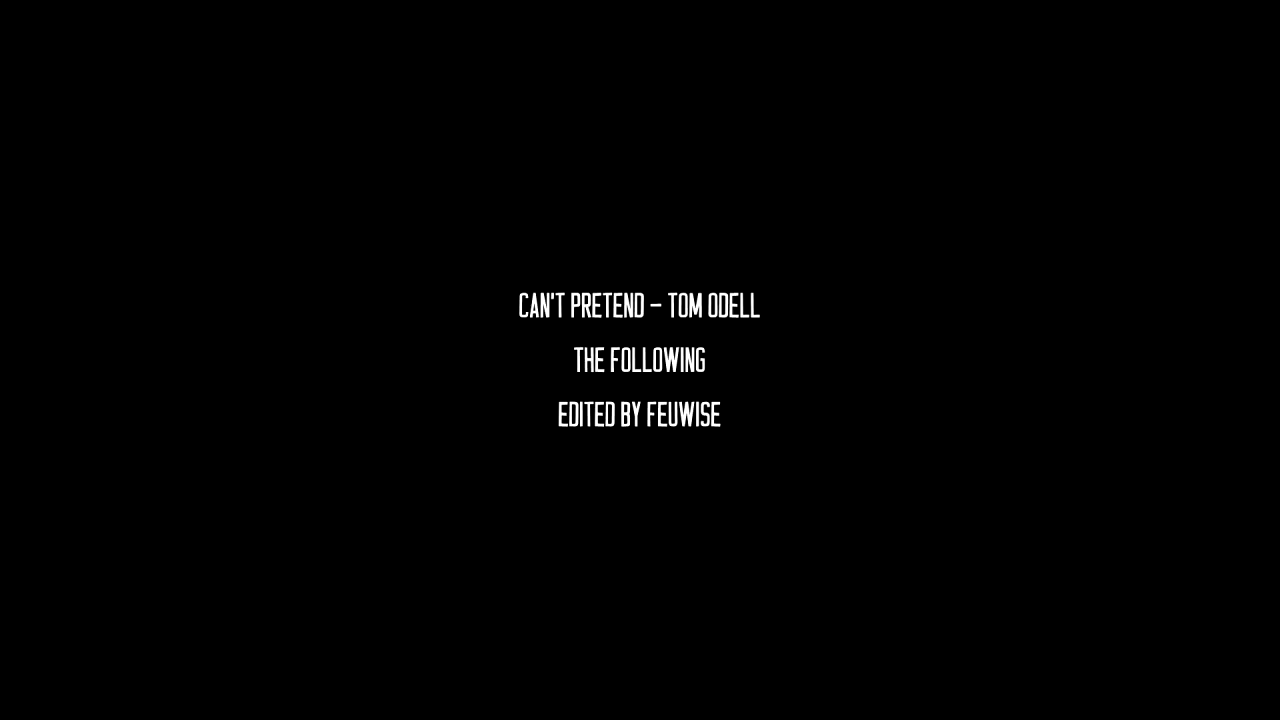 CAN'T PRETEND – TOM ODELL
THE FOLLOWING
EDITED BY FEUWISE